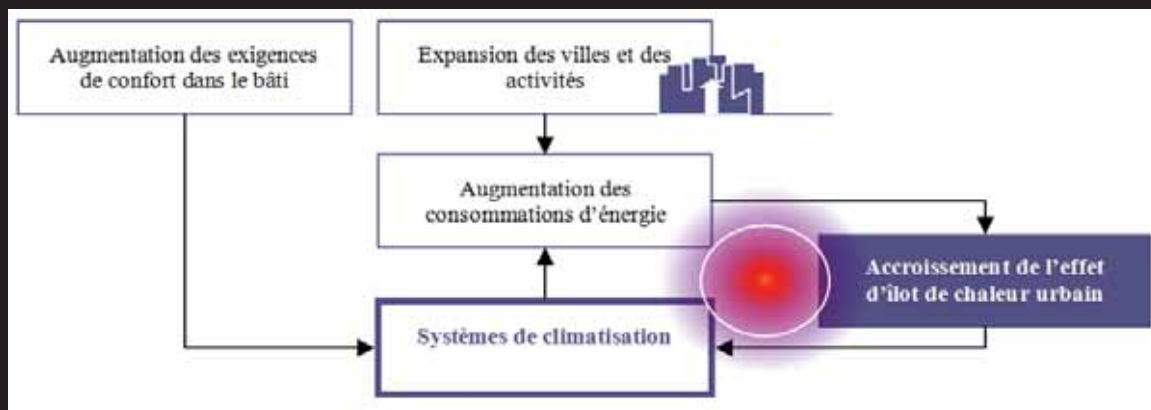 Augmentation des exigences
de confort dans le bâti
Expansion des villes et des
activités
Augmentation des
consommations d'énergie
Accroissement de l'effet
d'îlot de chaleur urbain
Systèmes de climatisation